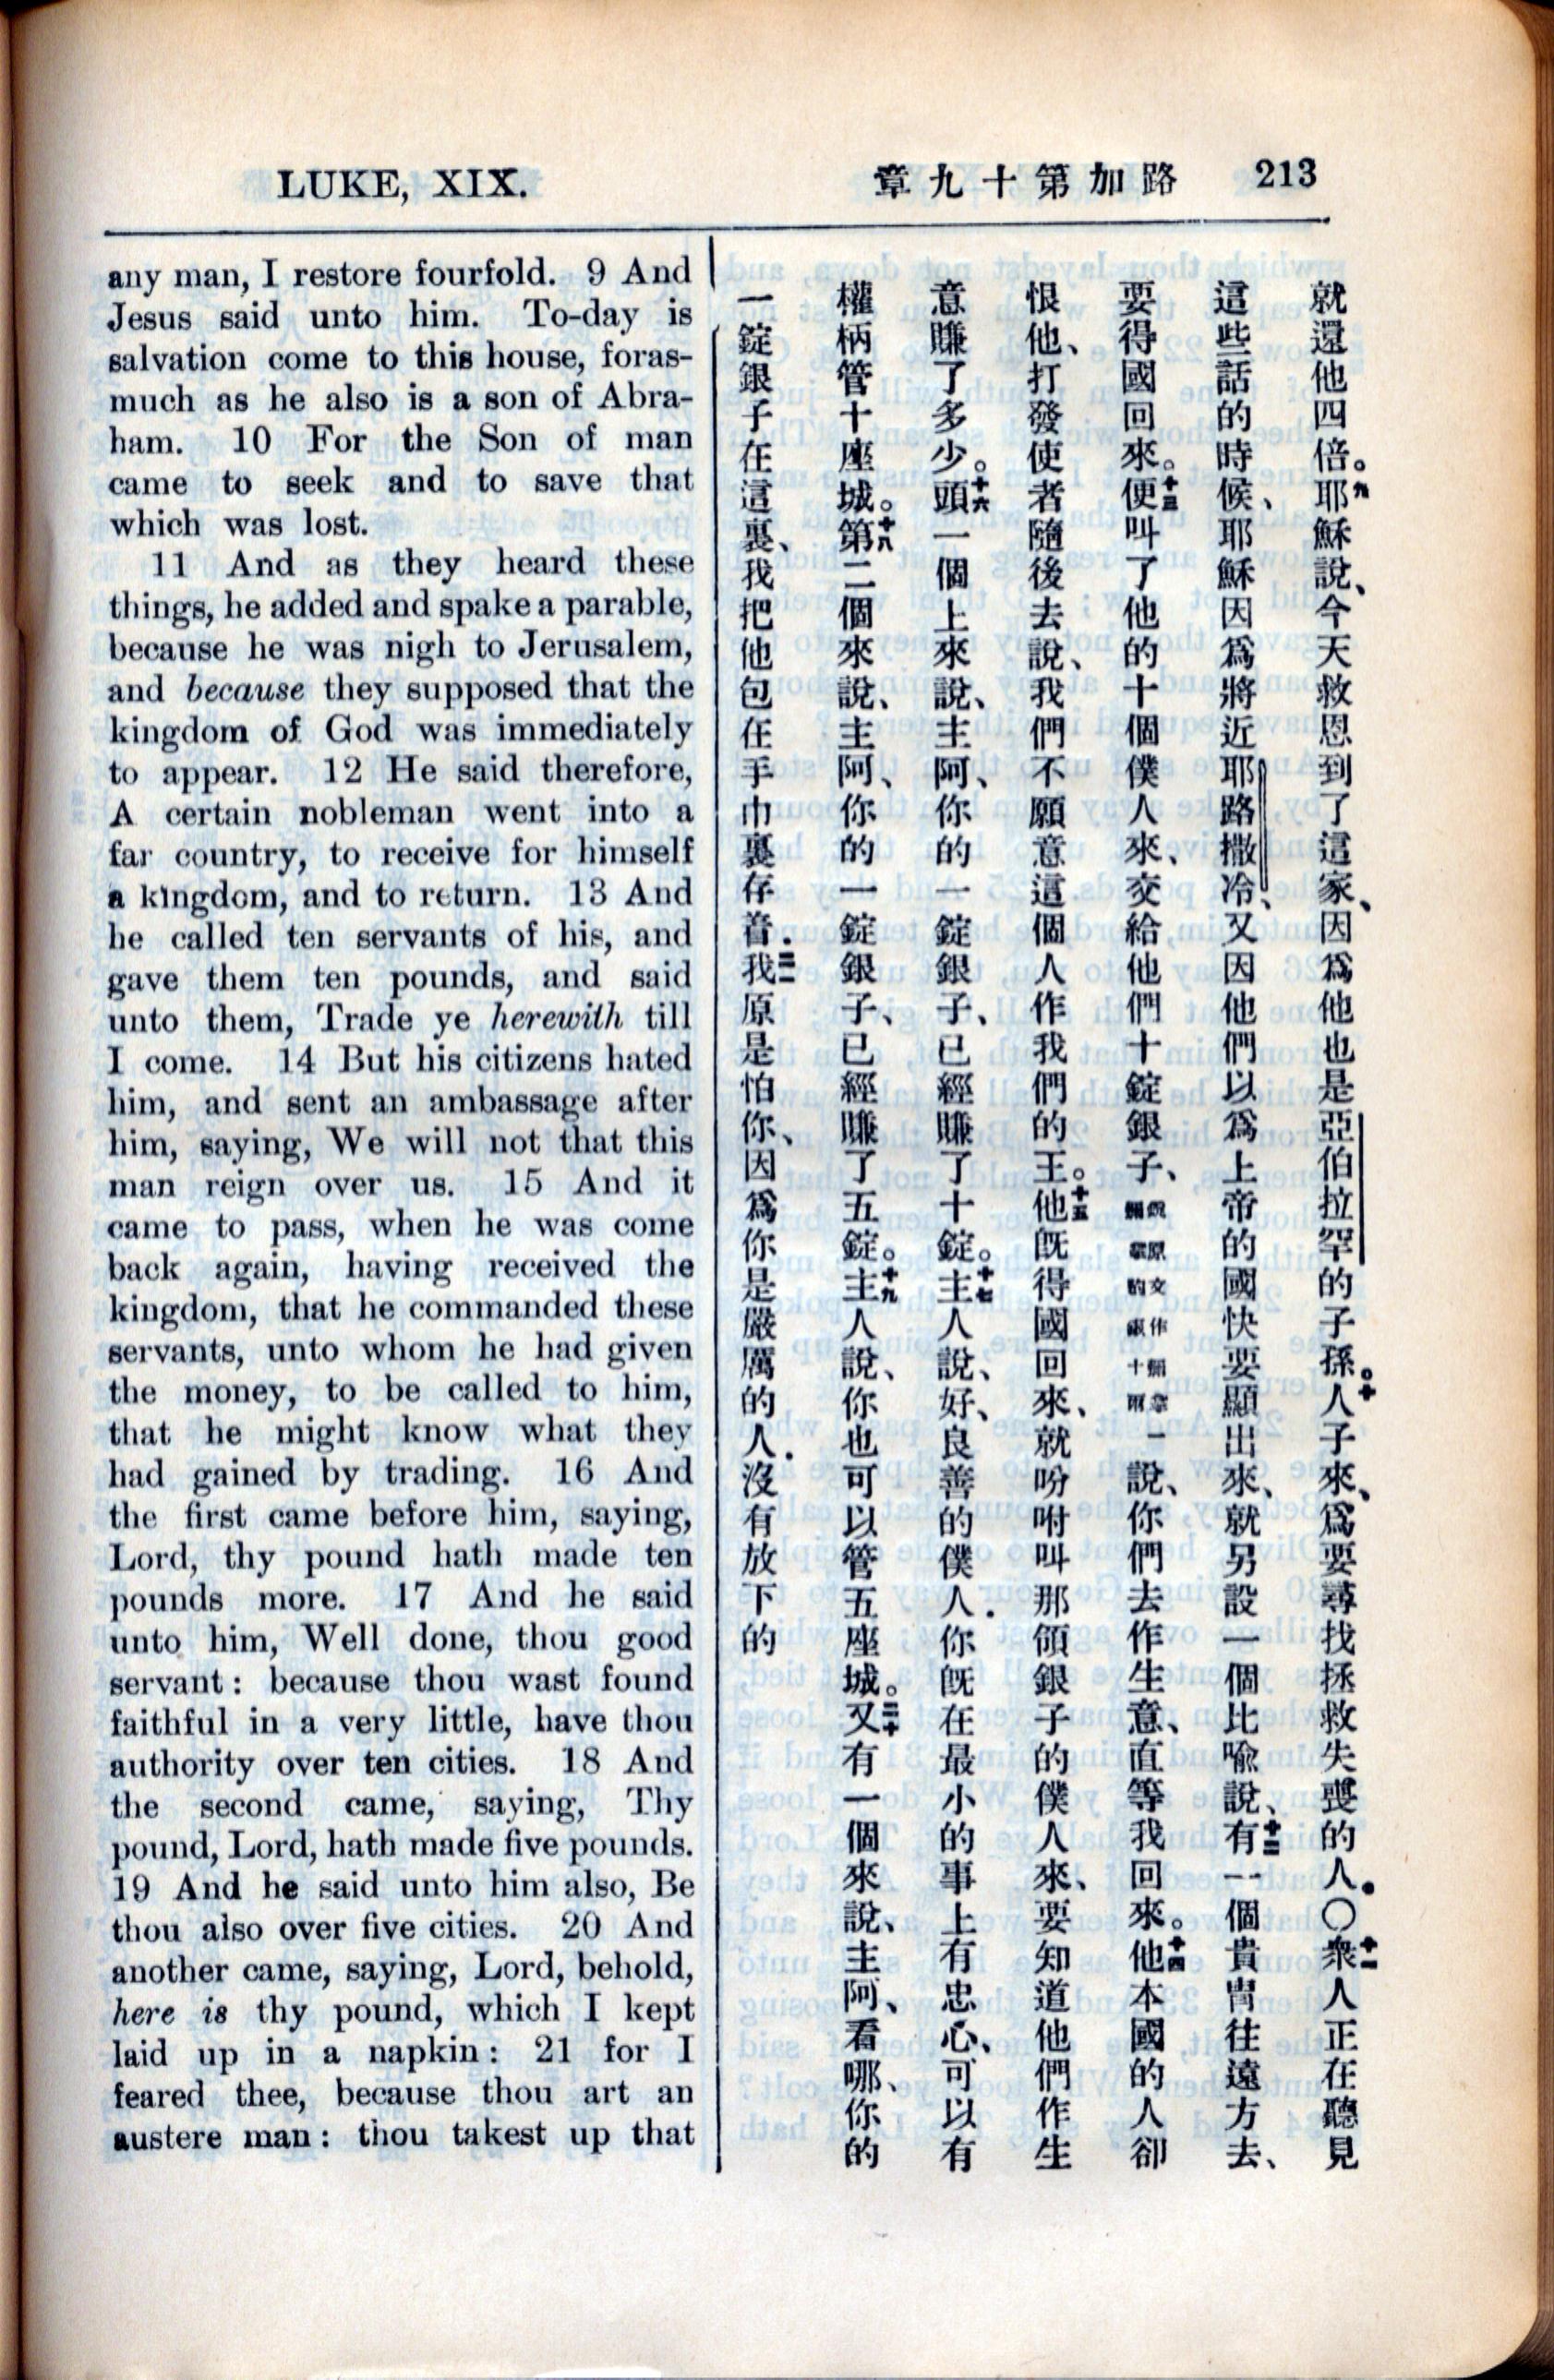 LUKE, XIX.
章九十第加路 213
any man, I restore fourfold. 9 And
Jesus said unto him. To-day is
salvation come to this house, foras-
much as he also is a son of Abra-
ham. 10 For the Son of man
came to seek and to save that
which was lost.
11 And as they heard these
things, he added and spake a parable,
because he was nigh to Jerusalem,
and because they supposed that the
kingdom of God was immediately
to appear. 12 He said therefore,
A certain nobleman went into a
far country, to receive for himself
a kingdom, and to return. 13 And
he called ten servants of his, and
gave them ten pounds, and said
unto them, Trade ye herewith till
I come. 14 But his citizens hated
him, and sent an ambassage after
him, saying, We will not that this
man reign over us. 15 And it
came to pass, when he was come
back again, having received the
kingdom, that he commanded these
servants, unto whom he had given
the money, to be called to him,
that he might know what they
had gained by trading. 16 And
the first came before him, saying,
Lord, thy pound hath made ten
pounds more. 17 And he said
unto him, Well done, thou good
servant: because thou wast found
faithful in a very little, have thou
authority over ten cities. 18 And
the second came, saying, Thy
pound, Lord, hath made five pounds.
19 And he said unto him also, Be
thou also over five cities. 20 And
another came, saying, Lord, behold,
here is thy pound, which I kept
laid up in a napkin: 21 for I
feared thee, because thou art an
austere man: thou takest up that
就還他四倍。九耶穌說、今天救恩到了這家、因爲他也是亞伯拉罕的子孫。十人子來、爲要尋找拯救失喪的人。〇十一衆人正在聽見
這些話的時候、耶穌因爲將近耶路撒冷、又因他們以爲上帝的國快要顯出來、就另設一個比喻說、十二有一個貴冑往遠方去、
要得國回來。十三便叫了他的十個僕人來、交給他們十錠銀子、說、你們去作生意、直等我回來。十四他本國的人卻
恨他、打發使者隨後去說、我們不願意這個人作我們的王。十五他既得國回來、就吩咐叫那領銀子的僕人來、要知道他們作生
意賺了多少。十六頭一個上來說、主阿、你的一錠銀子、已經賺了十錠。十七主人說、好、良善的僕人．你既在最小的事上有忠心、可以有
權柄管十座城。十八第二個來說、主阿、你的一錠銀子、已經賺了五錠。十九主人說、你也可以管五座城。二十又有一個來說、主阿、看哪、你的
一錠銀子在這裏、我把他包在手巾裏存着．二一我原是怕你、因爲你是嚴厲的人．沒有放下的